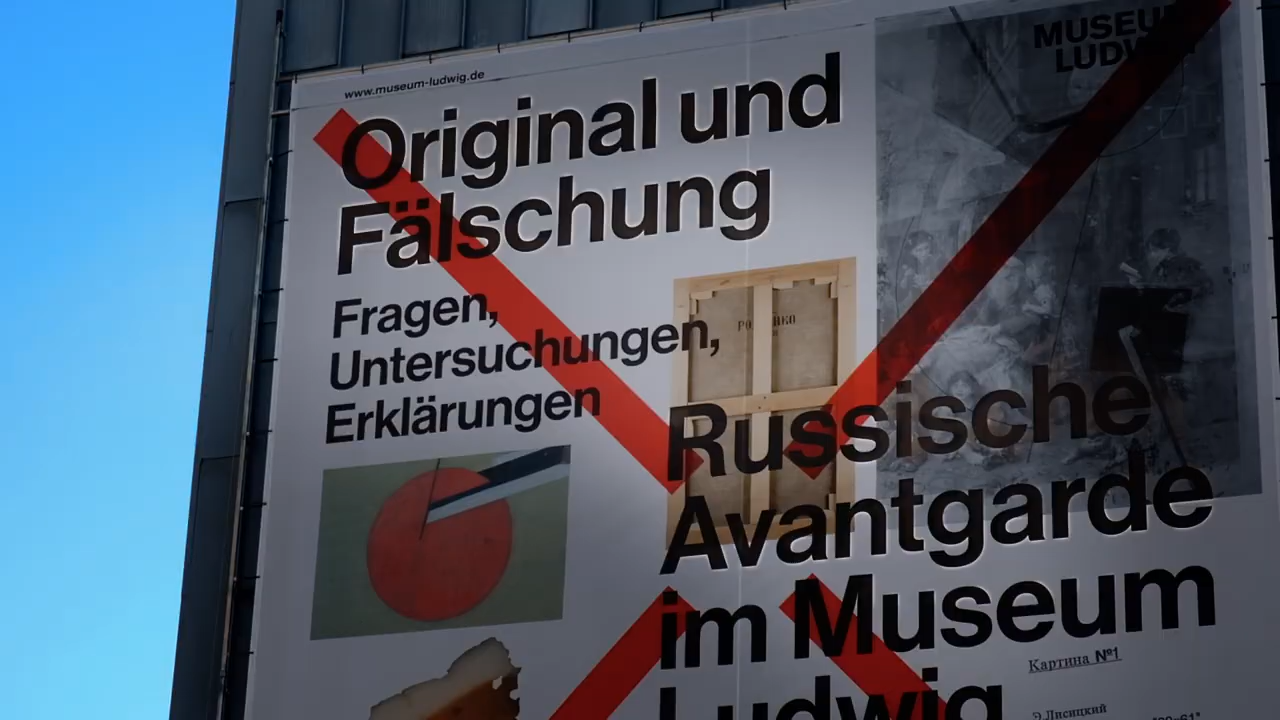 www.museum-ludwig.de
MUSEUM
LUDWIG
Original und
Fälschung
Fragen,
Untersuchungen,
Erklärungen
Russische
Avantgarde
im Museum
Ludwig
Картина №1
Э.Лисицкий